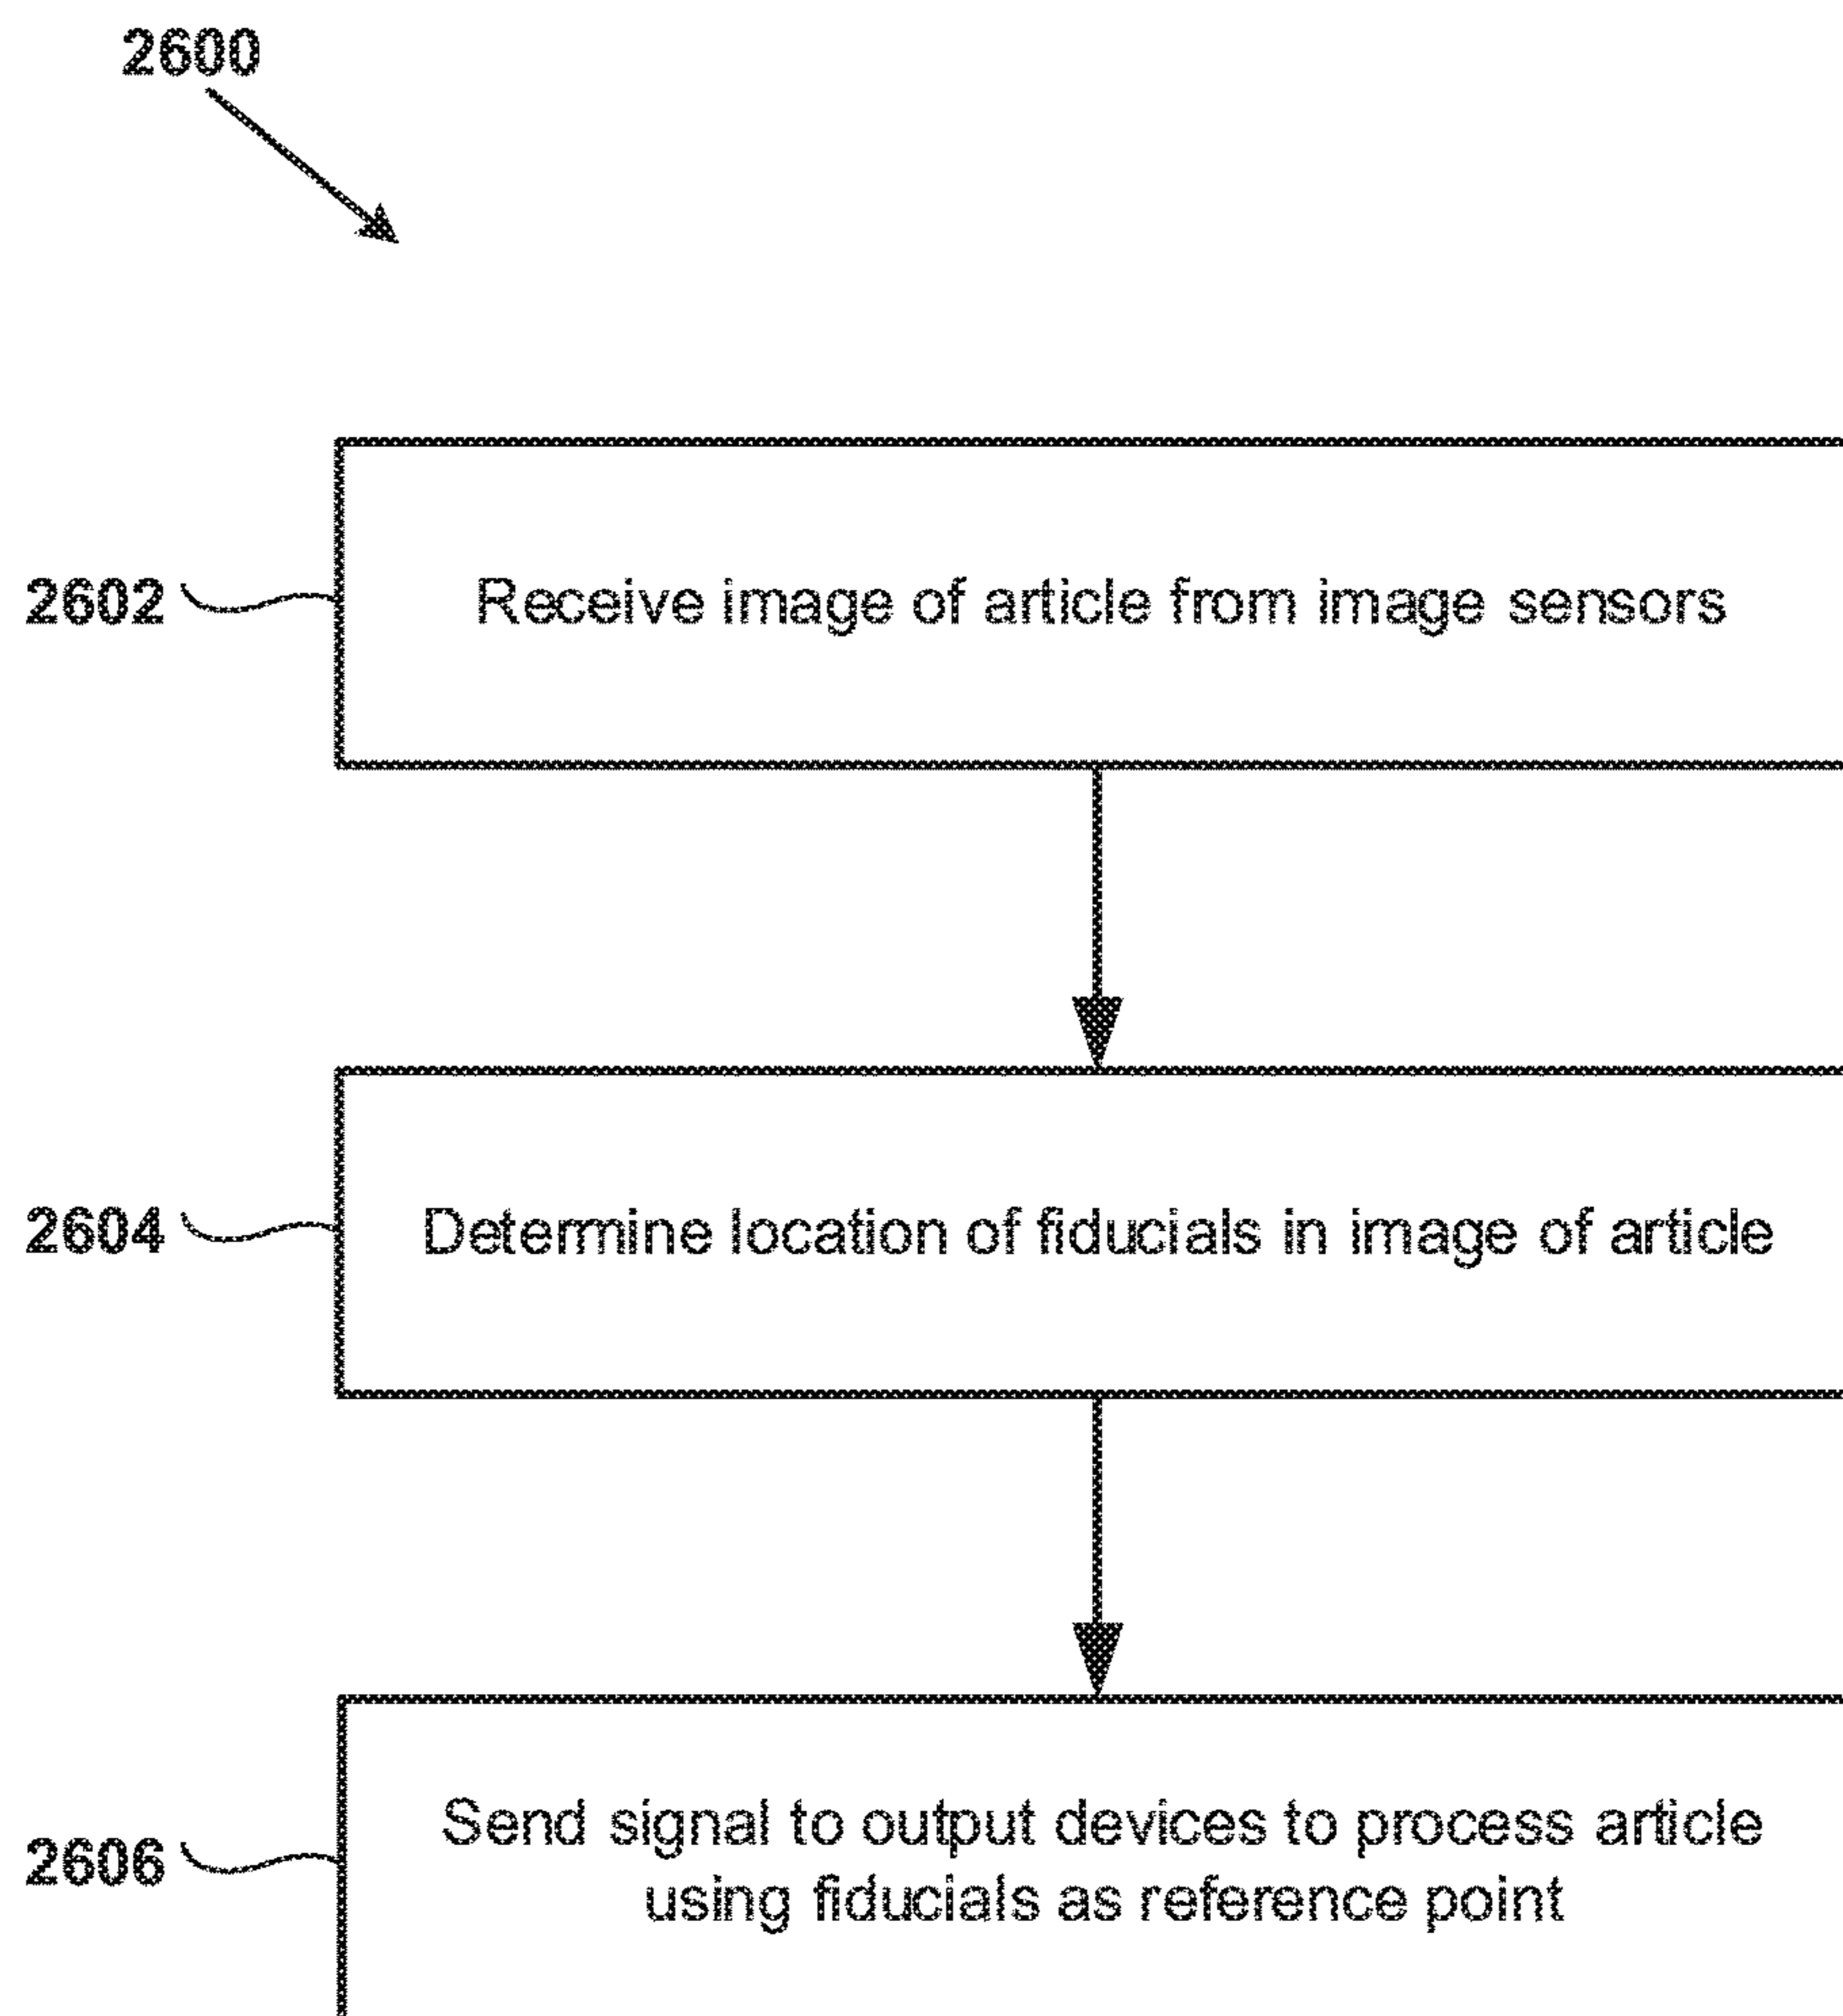 2600
2602
Receive image of article from image sensors
2604
Determine location of fiducials in image of article
2606
Send signal to output devices to process article
using fiducials as reference point